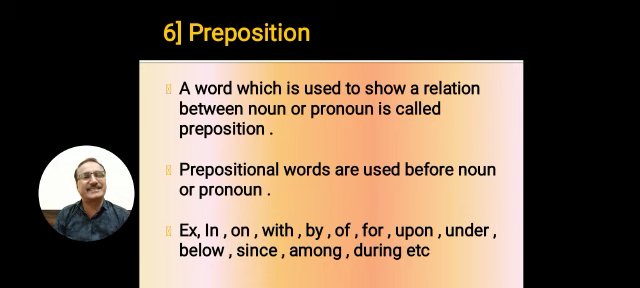 6] Preposition
A word which is used to show a relation
between noun or pronoun is called
preposition .
Prepositional words are used before noun
or pronoun .
Ex, In , on , with , by , of , for , upon , under ,
below , since , among , during etc